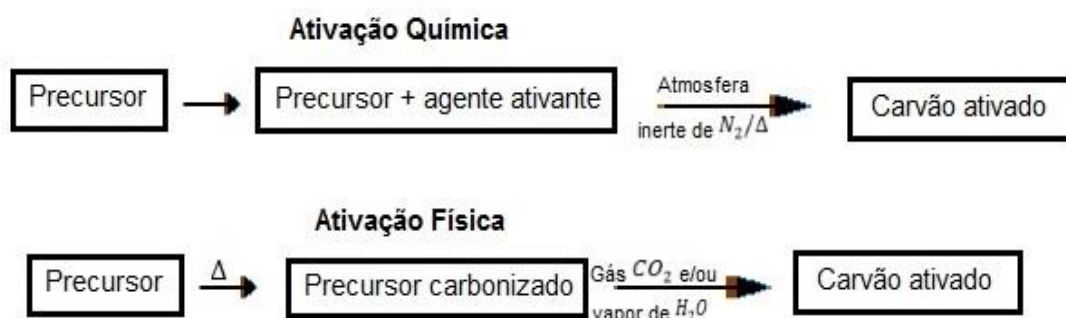 Ativação Química
Precursor
Precursor + agente ativante
Atmosfera
inerte de N₂/Δ
Carvão ativado
Ativação Física
Precursor
Δ
Precursor carbonizado
Gás CO₂ e/ou
vapor de H₂O
Carvão ativado